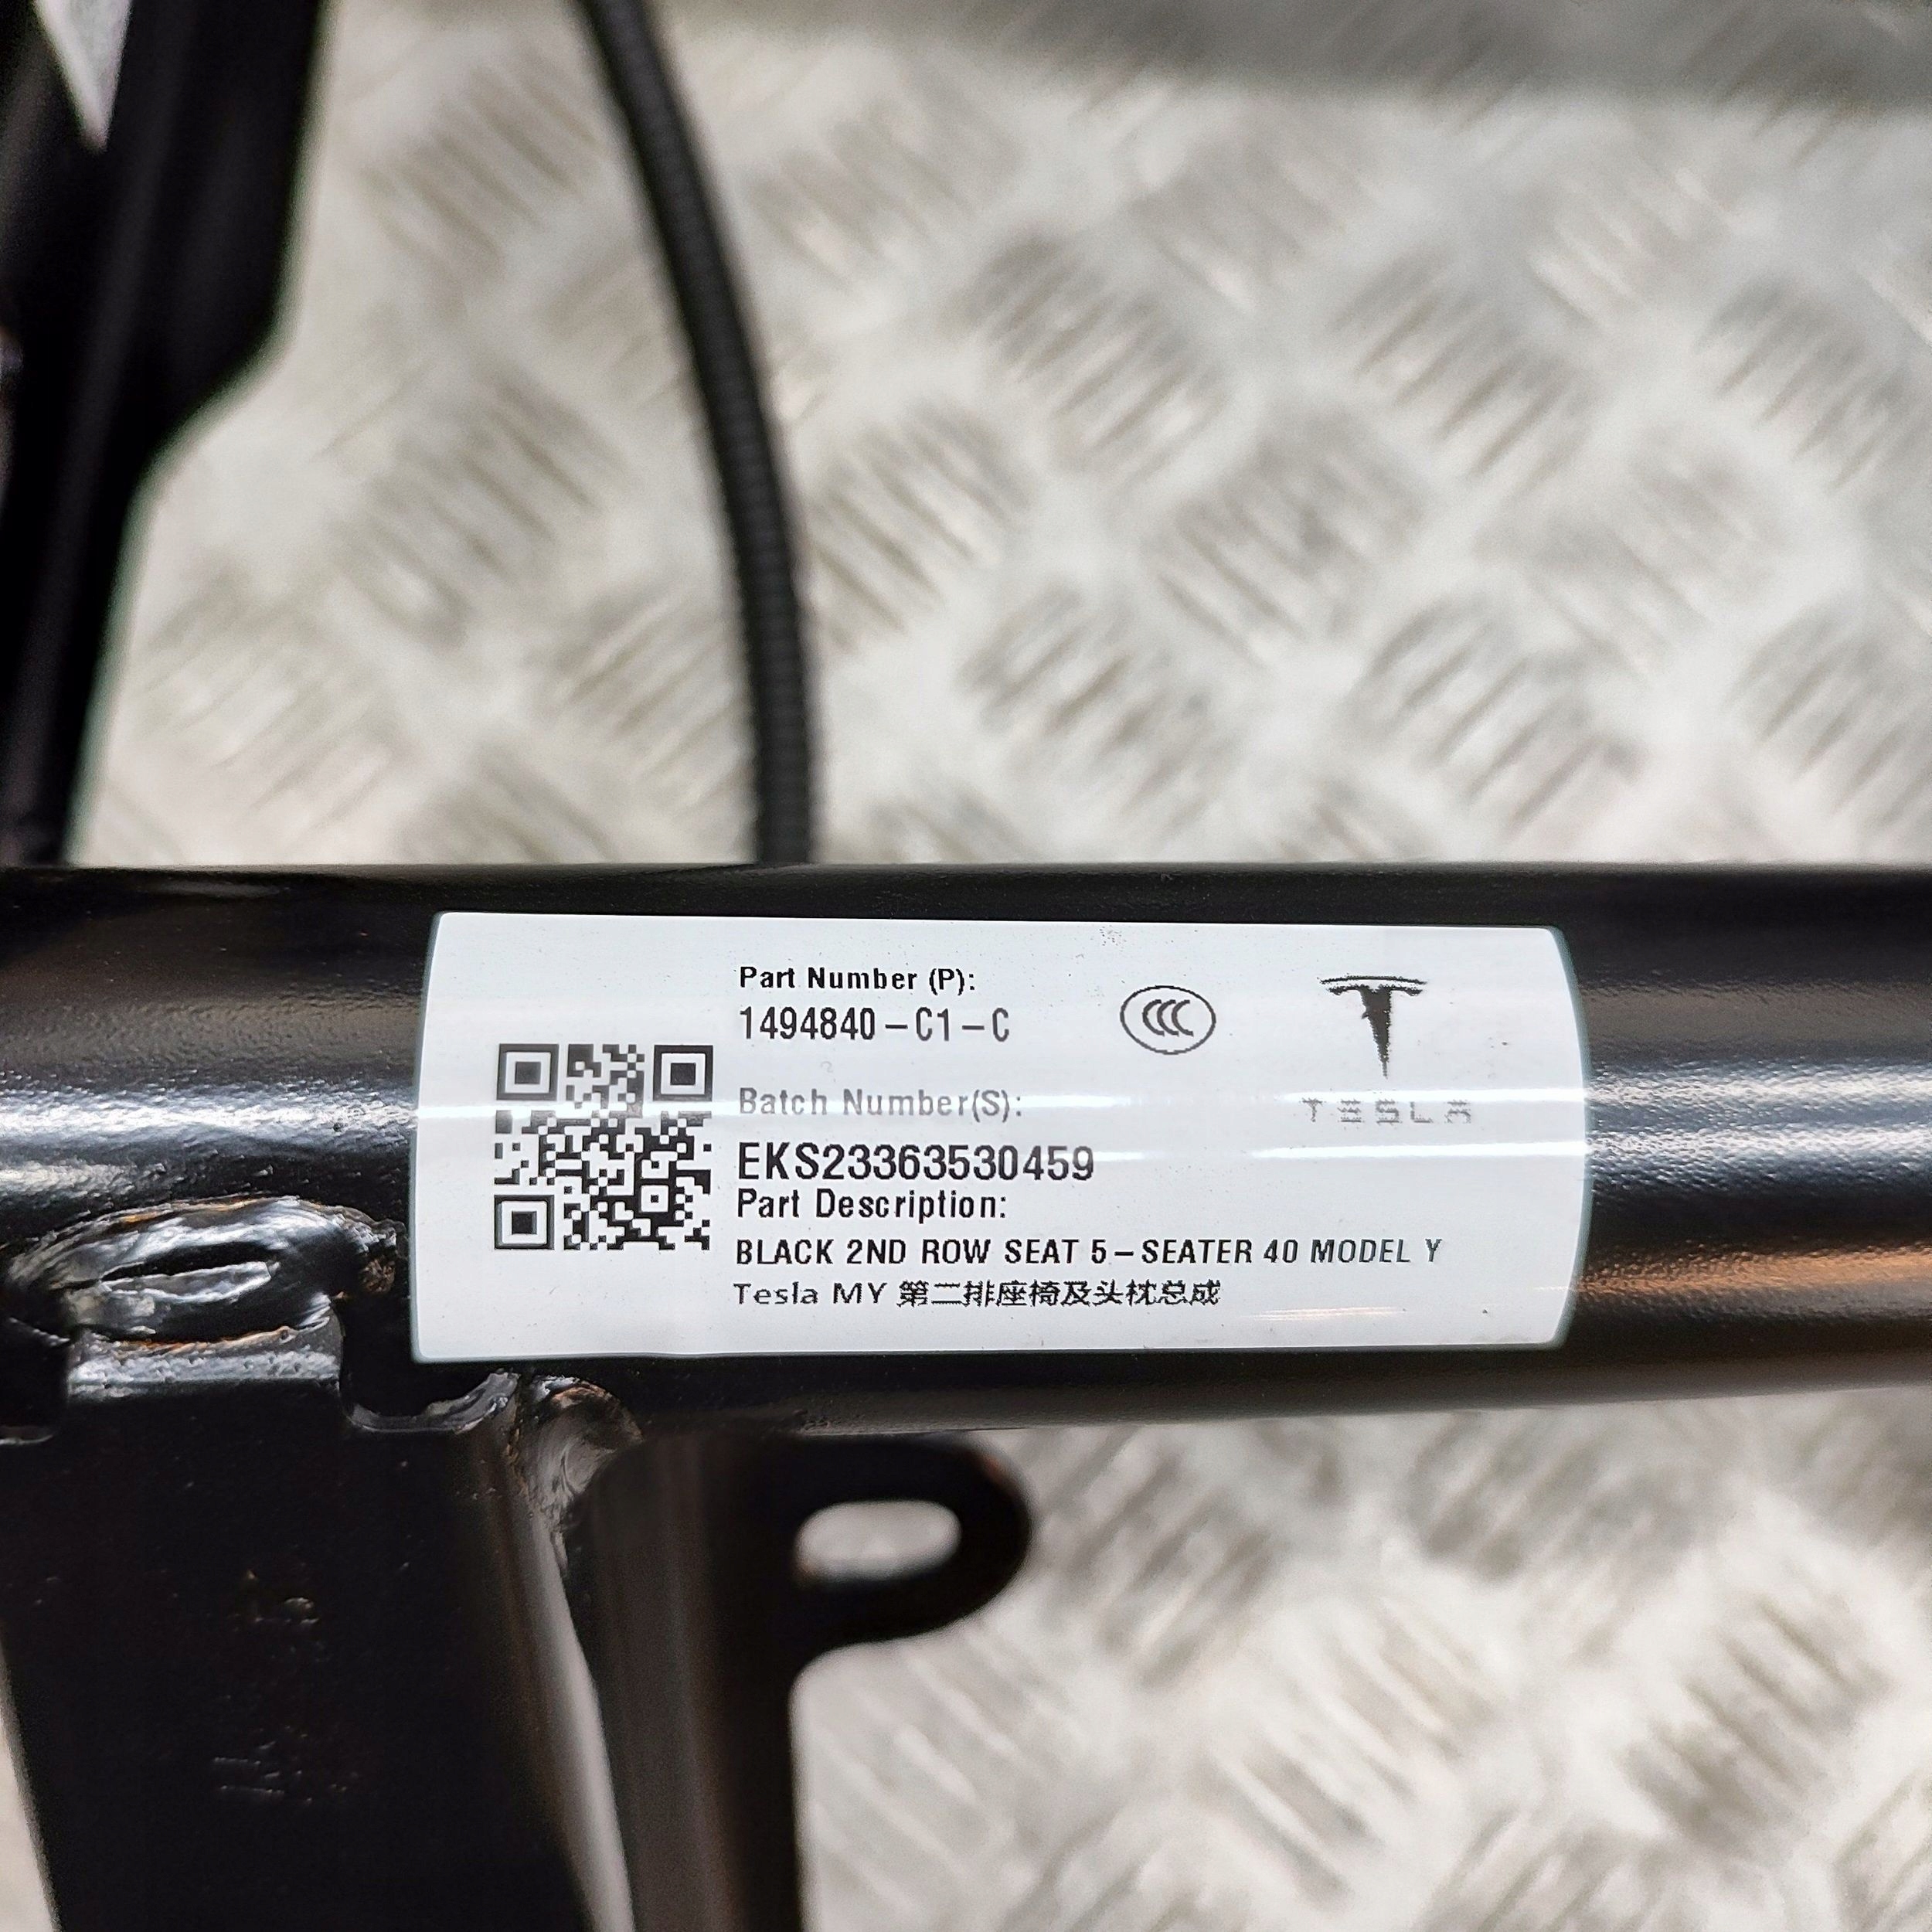 Part Number (P):
1494840-C1-C
CCC
TESLA
Batch Number(S):
EKS23363530459
Part Description:
BLACK 2ND ROW SEAT 5-SEATER 40 MODEL Y
Tesla MY 第二排座椅及头枕总成